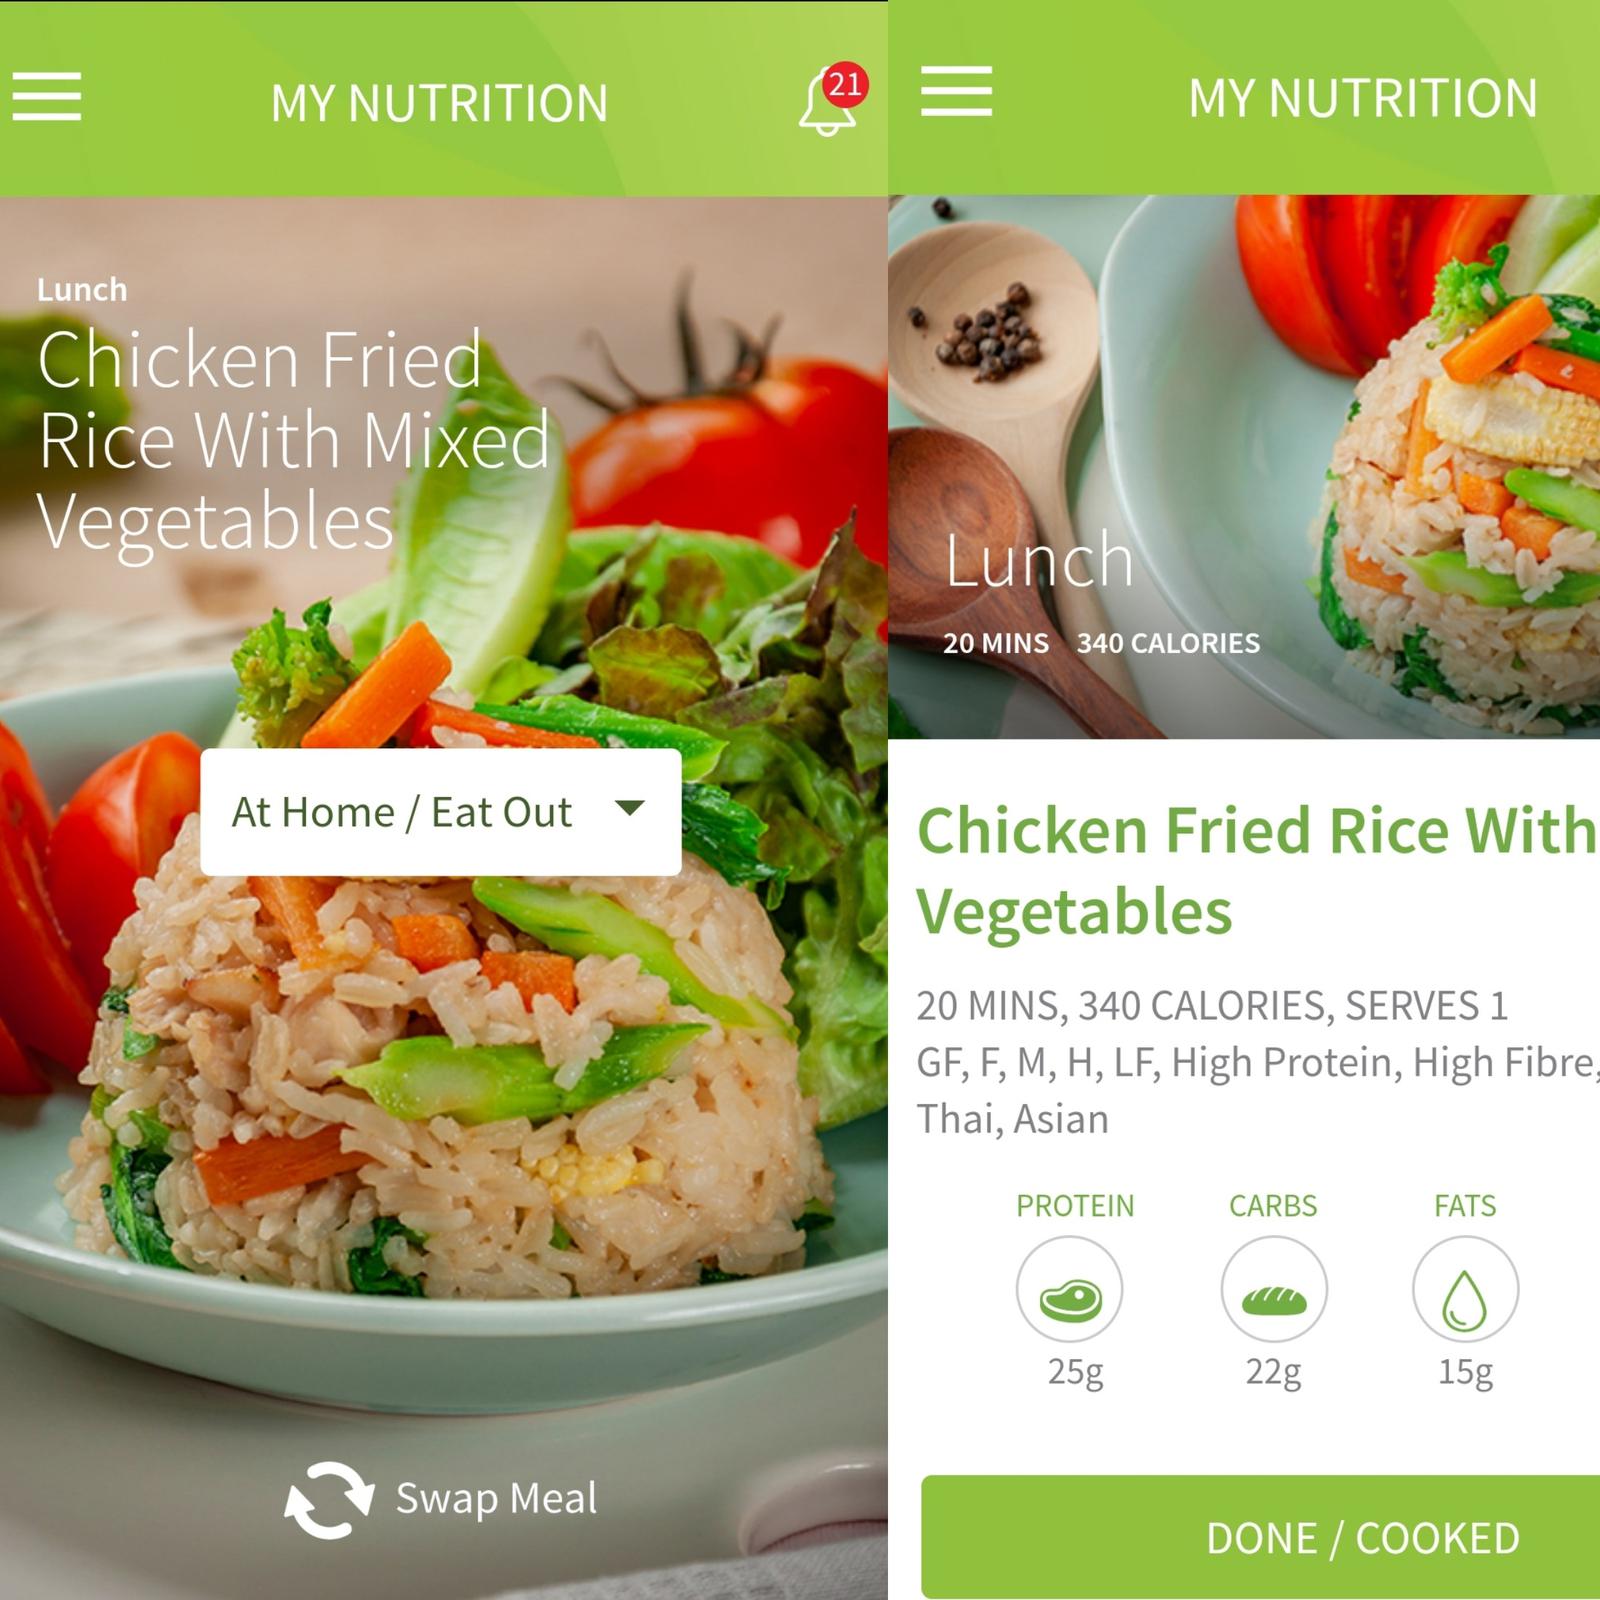 MY NUTRITION
21
Lunch
Chicken Fried
Rice With Mixed
Vegetables
At Home / Eat Out
Swap Meal
MY NUTRITION
Lunch
20 MINS 340 CALORIES
Chicken Fried Rice With
Vegetables
20 MINS, 340 CALORIES, SERVES 1
GF, F, M, H, LF, High Protein, High Fibre,
Thai, Asian
PROTEIN CARBS FATS
25g 22g 15g
DONE / COOKED